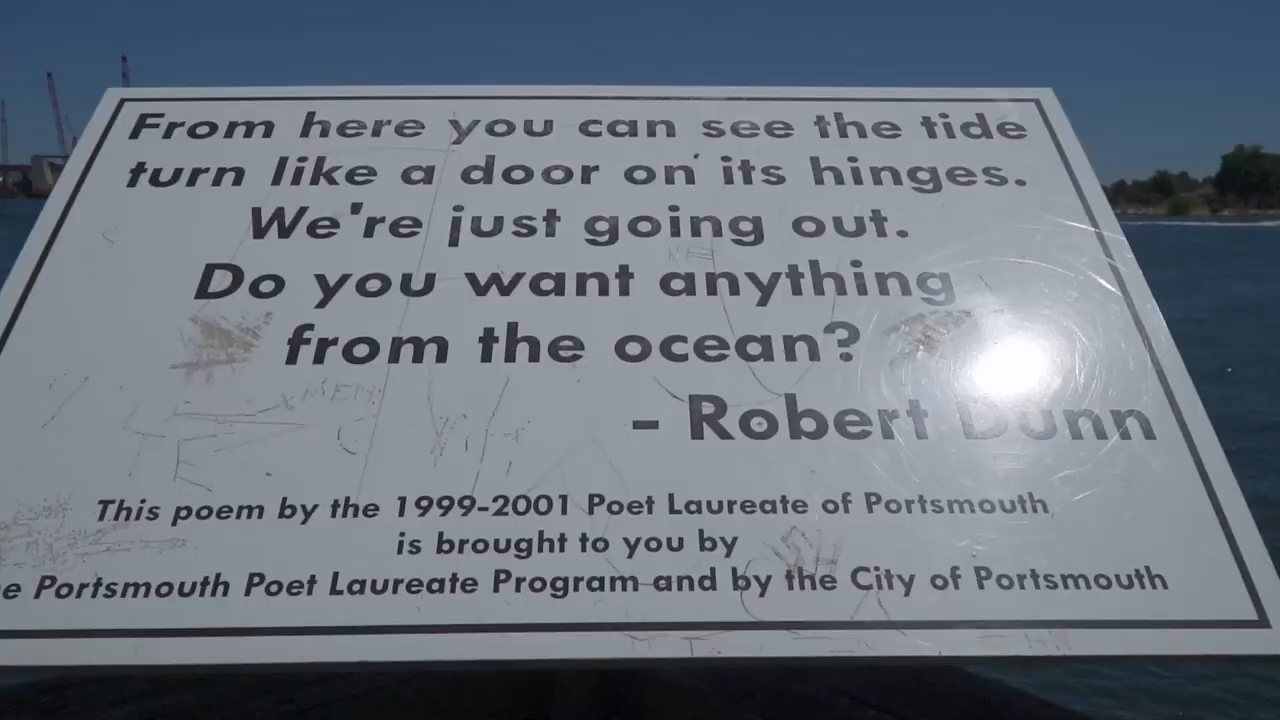 From here you can see the tide
turn like a door on its hinges.
We're just going out.
Do you want anything
from the ocean?
- Robert Dunn
This poem by the 1999-2001 Poet Laureate of Portsmouth
is brought to you by
Portsmouth Poet Laureate Program and by the City of Portsmouth